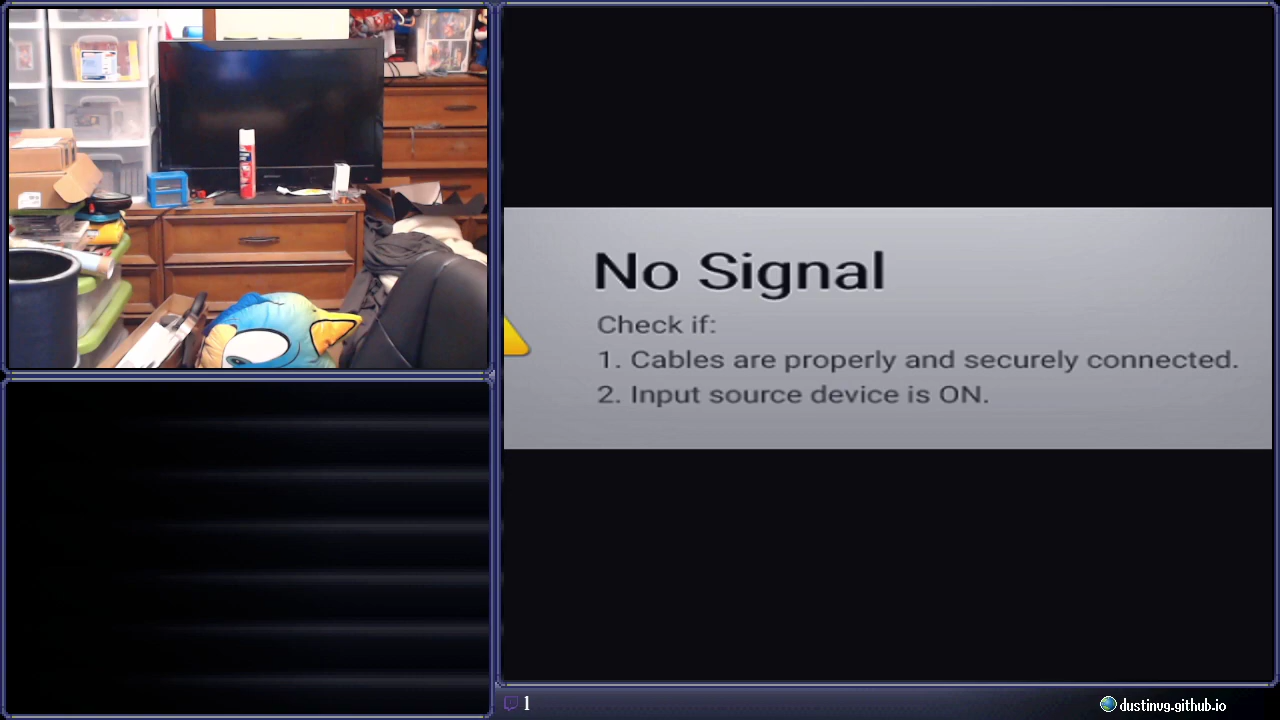 No Signal
Check if:
1. Cables are properly and securely connected.
2. Input source device is ON.
1
dustinvg.github.io